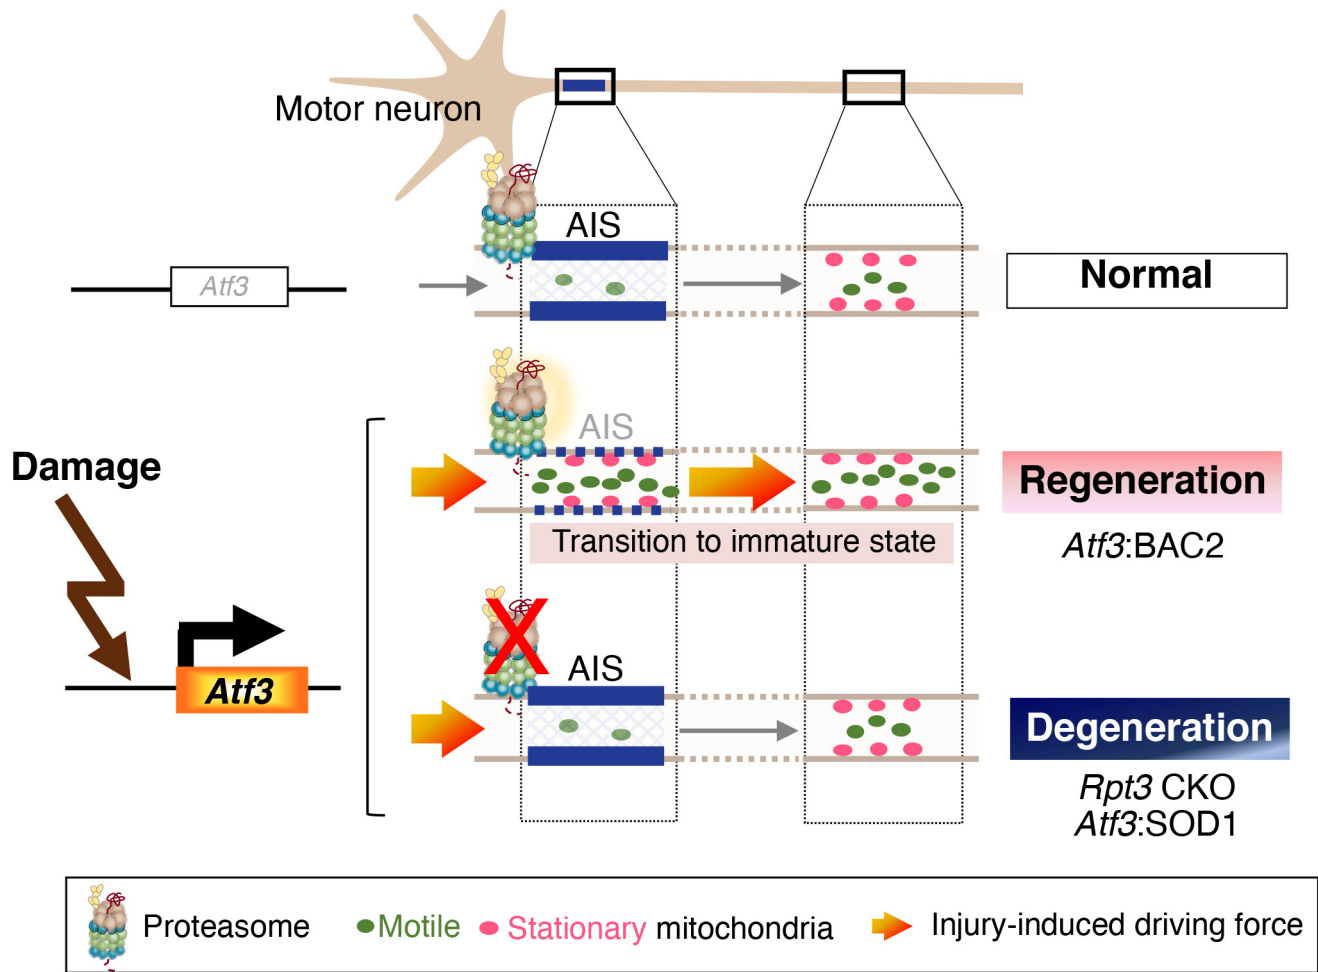 Motor neuron
AIS
Atf3
Normal
AIS
Damage
Regeneration
Transition to immature state
Atf3:BAC2
AIS
Atf3
Degeneration
Rpt3 CKO
Atf3:SOD1
Proteasome
Motile
Stationary mitochondria
Injury-induced driving force